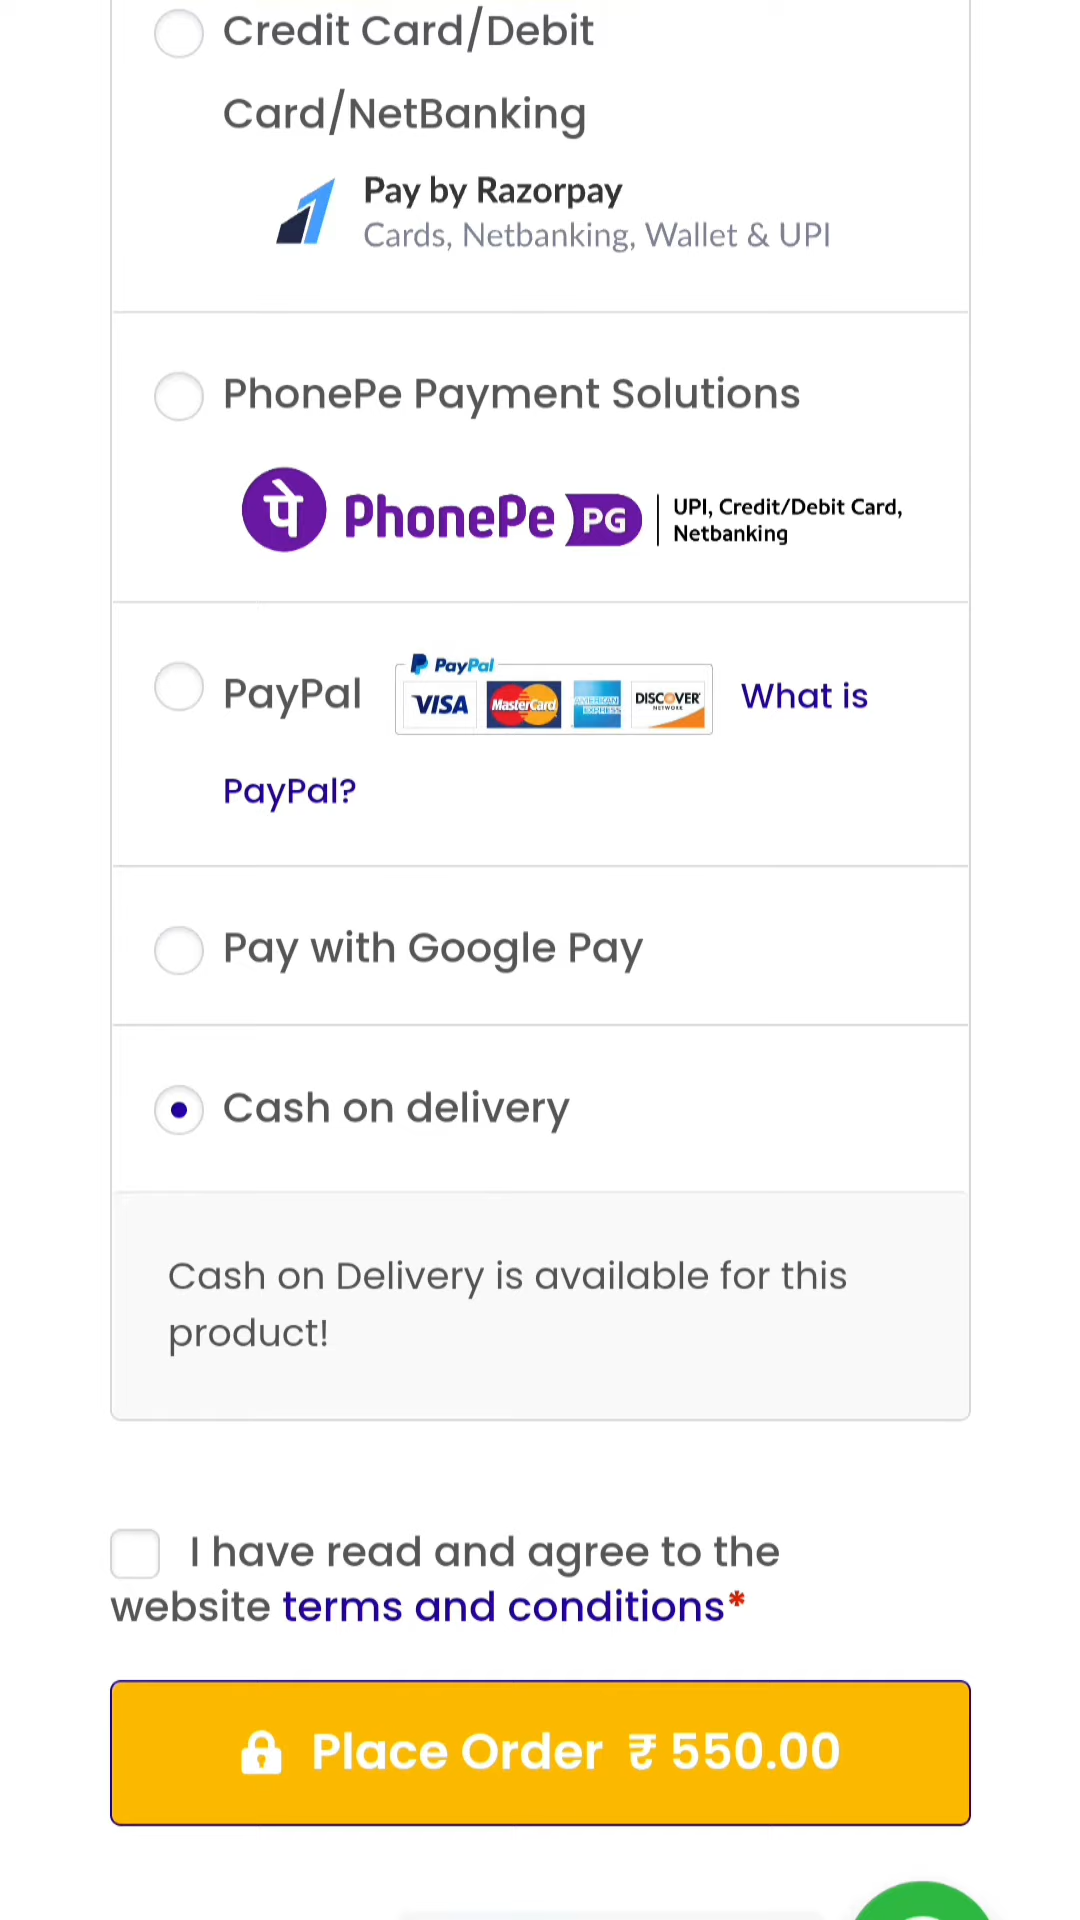 Credit Card/Debit
Card/NetBanking
Pay by Razorpay
Cards, Netbanking, Wallet & UPI
PhonePe Payment Solutions
पे PhonePe PG UPI, Credit/Debit Card,
Netbanking
PayPal
PayPal VISA MasterCard AMERICAN EXPRESS DISCOVER NETWORK What is
PayPal?
Pay with Google Pay
Cash on delivery
Cash on Delivery is available for this
product!
I have read and agree to the
website terms and conditions*
Place Order ₹ 550.00